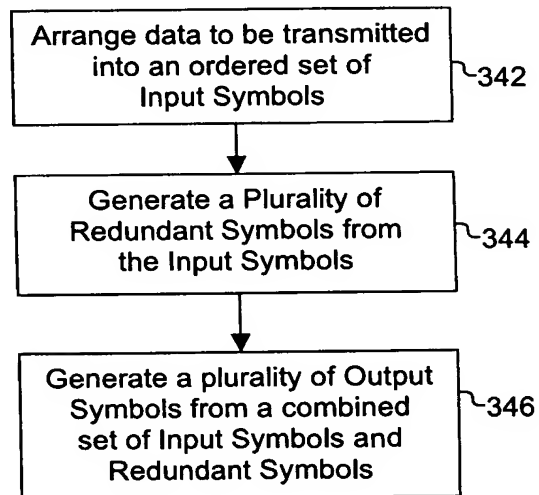 Arrange data to be transmitted
into an ordered set of
Input Symbols
342
Generate a Plurality of
Redundant Symbols from
the Input Symbols
344
Generate a plurality of Output
Symbols from a combined
set of Input Symbols and
Redundant Symbols
346